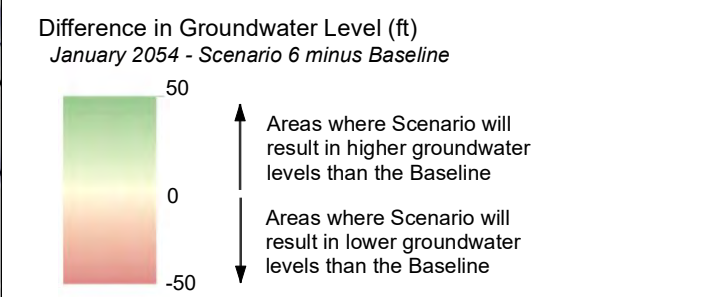 Difference in Groundwater Level (ft)
January 2054 - Scenario 6 minus Baseline
50
Areas where Scenario will
result in higher groundwater
levels than the Baseline
0
Areas where Scenario will
result in lower groundwater
levels than the Baseline
-50